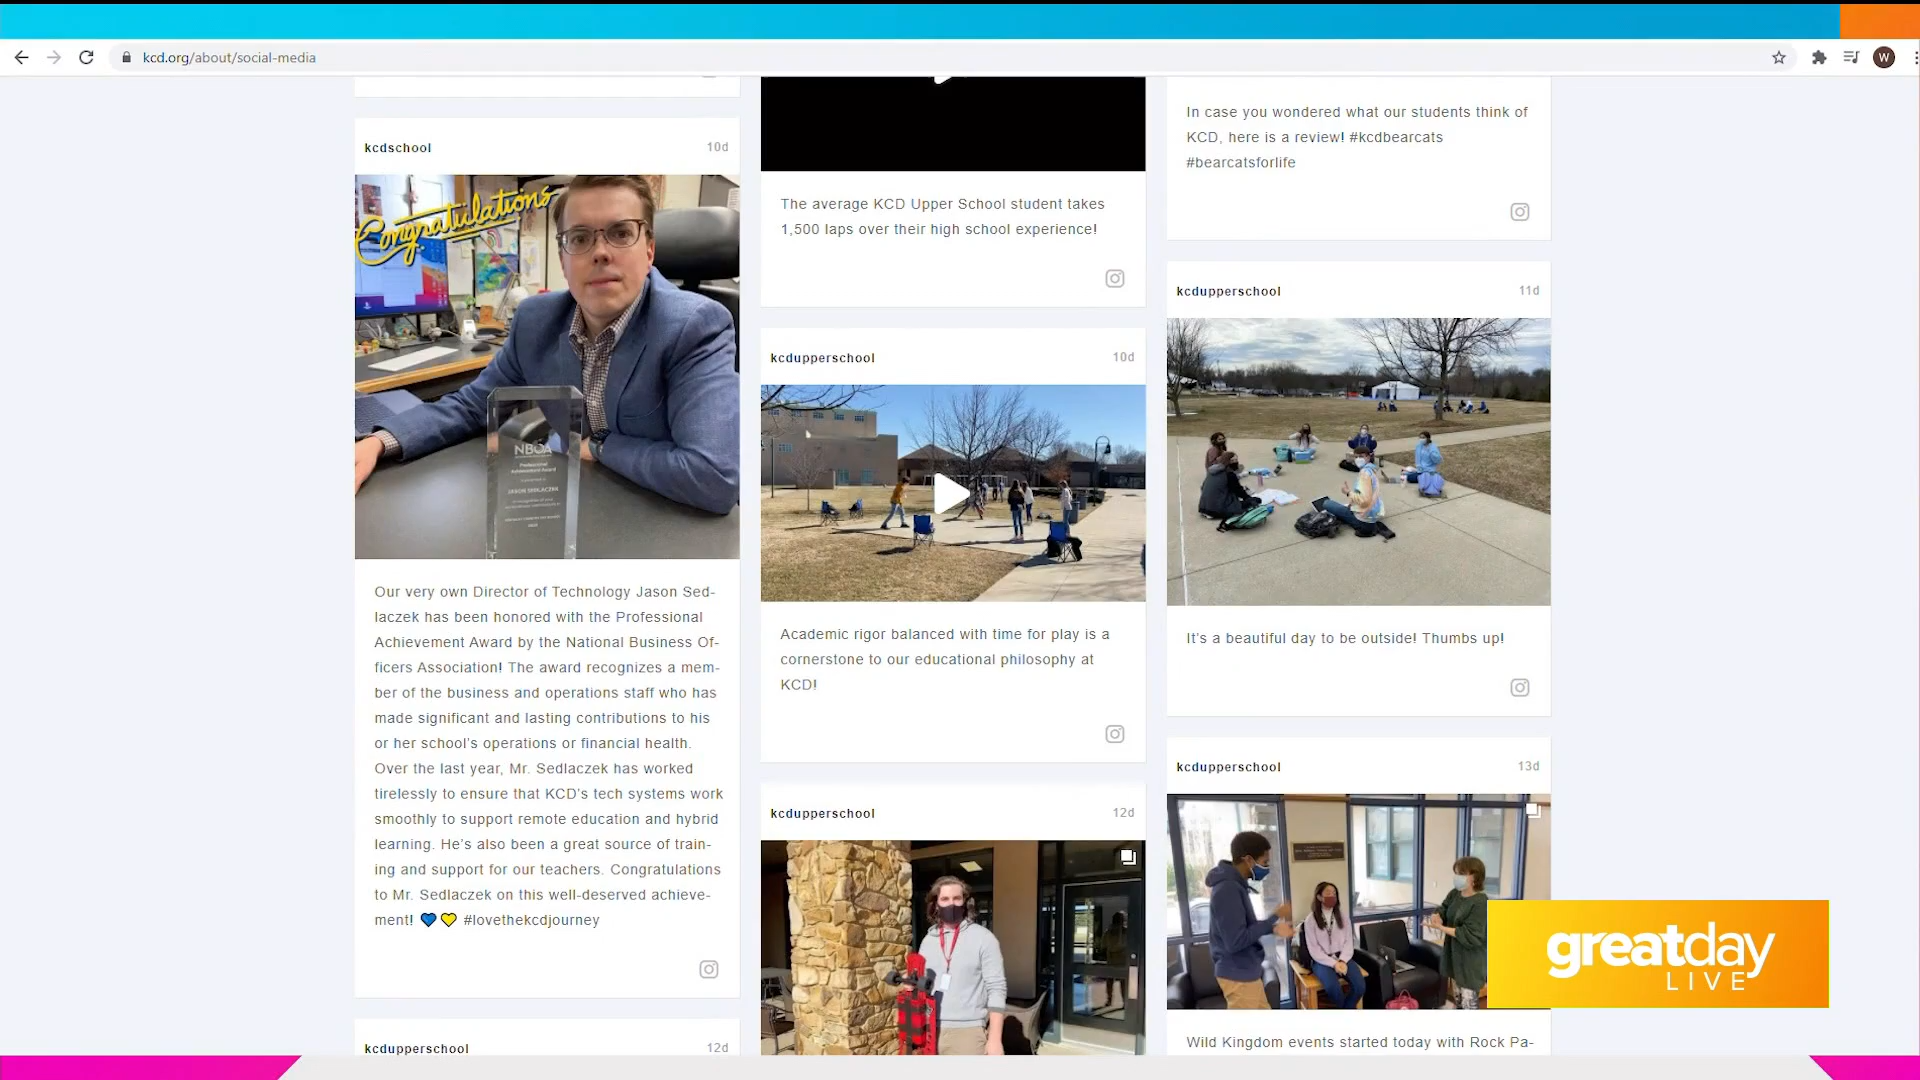 kcd.org/about/social-media
W
kcdschool 10d
Congratulations
NBOA
Professional
Achievement Award
JASON SEDLACZEK
Our very own Director of Technology Jason Sed-
laczek has been honored with the Professional
Achievement Award by the National Business Of-
ficers Association! The award recognizes a mem-
ber of the business and operations staff who has
made significant and lasting contributions to his
or her school's operations or financial health.
Over the last year, Mr. Sedlaczek has worked
tirelessly to ensure that KCD's tech systems work
smoothly to support remote education and hybrid
learning. He's also been a great source of train-
ing and support for our teachers. Congratulations
to Mr. Sedlaczek on this well-deserved achieve-
ment! 💙💛 #lovethekcdjourney
kcdupperschool 12d
The average KCD Upper School student takes
1,500 laps over their high school experience!
kcdupperschool 10d
Academic rigor balanced with time for play is a
cornerstone to our educational philosophy at
KCD!
kcdupperschool 12d
In case you wondered what our students think of
KCD, here is a review! #kcdbearcats
#bearcatsforlife
kcdupperschool 11d
It's a beautiful day to be outside! Thumbs up!
kcdupperschool 13d
Wild Kingdom events started today with Rock Pa-
greatday
LIVE